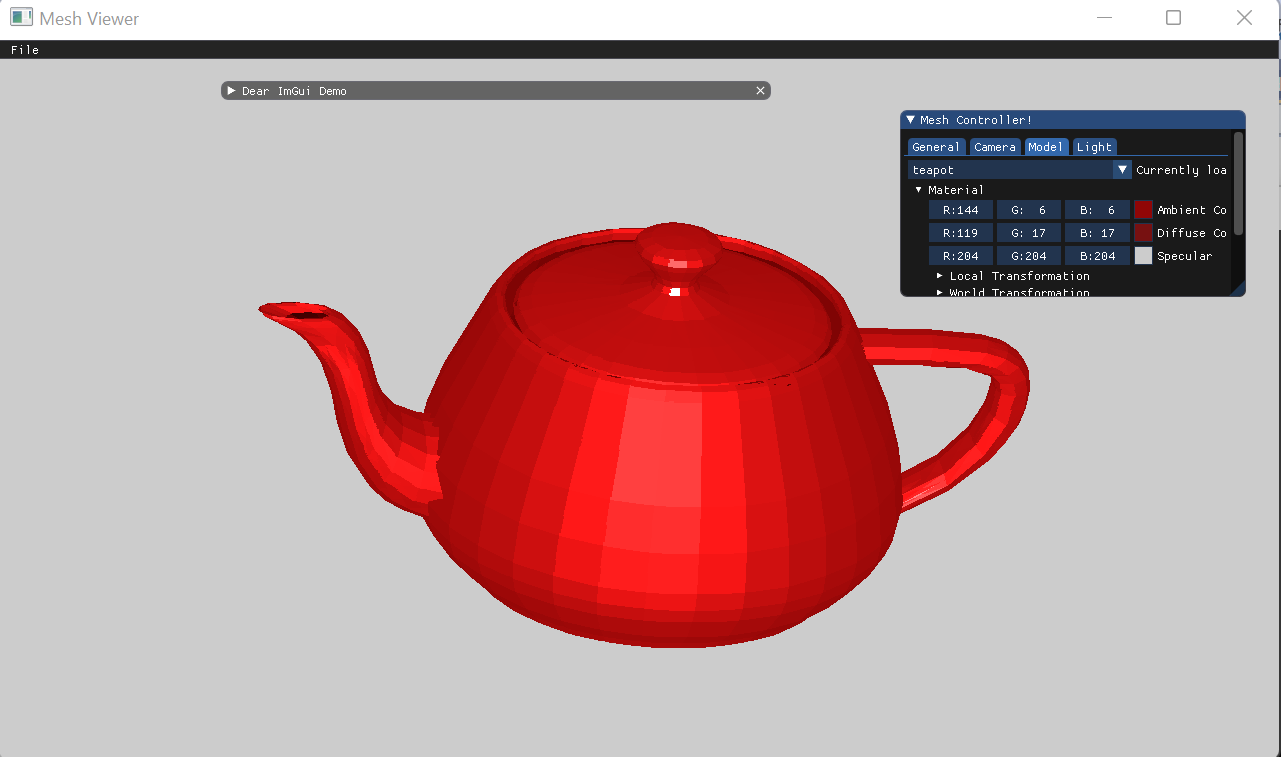 Mesh Viewer
File
Dear ImGui Demo
Mesh Controller!
General Camera Model Light
teapot Currently loa
Material
R:144 G: 6 B: 6 Ambient Co
R:119 G: 17 B: 17 Diffuse Co
R:204 G:204 B:204 Specular
Local Transformation
World Transformation